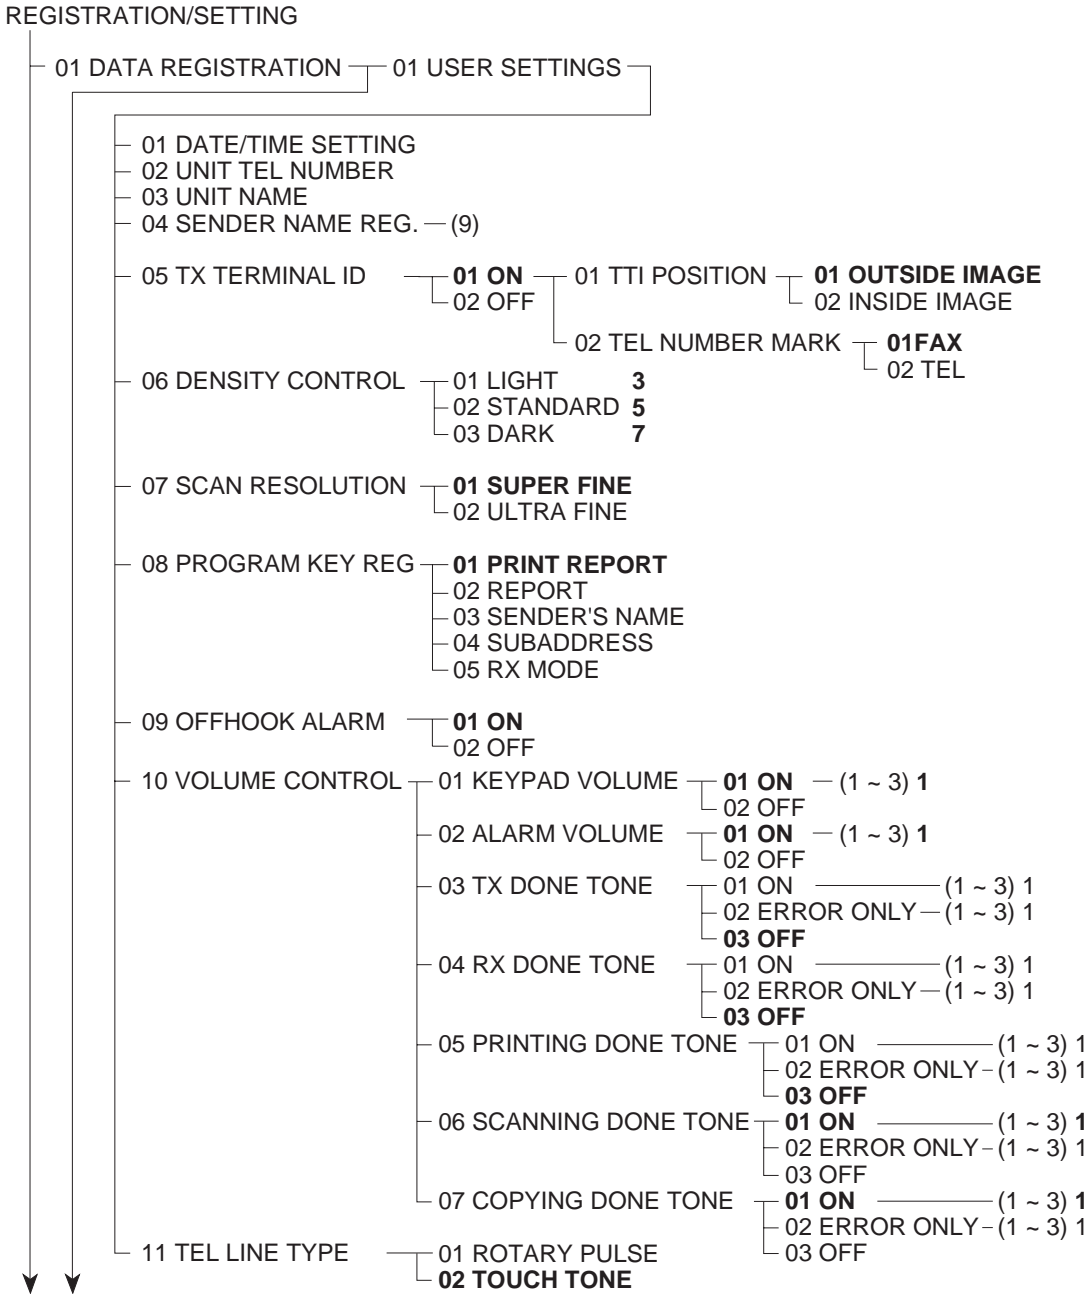 REGISTRATION/SETTING
01 DATA REGISTRATION 01 USER SETTINGS
01 DATE/TIME SETTING
02 UNIT TEL NUMBER
03 UNIT NAME
04 SENDER NAME REG. (9)
05 TX TERMINAL ID 01 ON 01 TTI POSITION 01 OUTSIDE IMAGE
02 OFF 02 INSIDE IMAGE
02 TEL NUMBER MARK 01FAX
02 TEL
06 DENSITY CONTROL 01 LIGHT 3
02 STANDARD 5
03 DARK 7
07 SCAN RESOLUTION 01 SUPER FINE
02 ULTRA FINE
08 PROGRAM KEY REG 01 PRINT REPORT
02 REPORT
03 SENDER'S NAME
04 SUBADDRESS
05 RX MODE
09 OFFHOOK ALARM 01 ON
02 OFF
10 VOLUME CONTROL 01 KEYPAD VOLUME 01 ON (1 ~ 3) 1
02 OFF
02 ALARM VOLUME 01 ON (1 ~ 3) 1
02 OFF
03 TX DONE TONE 01 ON (1 ~ 3) 1
02 ERROR ONLY (1 ~ 3) 1
03 OFF
04 RX DONE TONE 01 ON (1 ~ 3) 1
02 ERROR ONLY (1 ~ 3) 1
03 OFF
05 PRINTING DONE TONE 01 ON (1 ~ 3) 1
02 ERROR ONLY (1 ~ 3) 1
03 OFF
06 SCANNING DONE TONE 01 ON (1 ~ 3) 1
02 ERROR ONLY (1 ~ 3) 1
03 OFF
07 COPYING DONE TONE 01 ON (1 ~ 3) 1
02 ERROR ONLY (1 ~ 3) 1
11 TEL LINE TYPE 01 ROTARY PULSE 03 OFF
02 TOUCH TONE